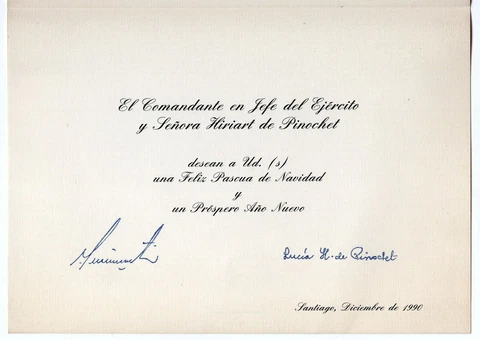 El Comandante en Jefe del Ejército
y Señora Hiriart de Pinochet
desean a Ud. (s)
una Feliz Pascua de Navidad
y
un Próspero Año Nuevo
Lucía H. de Pinochet
Santiago, Diciembre de 1990